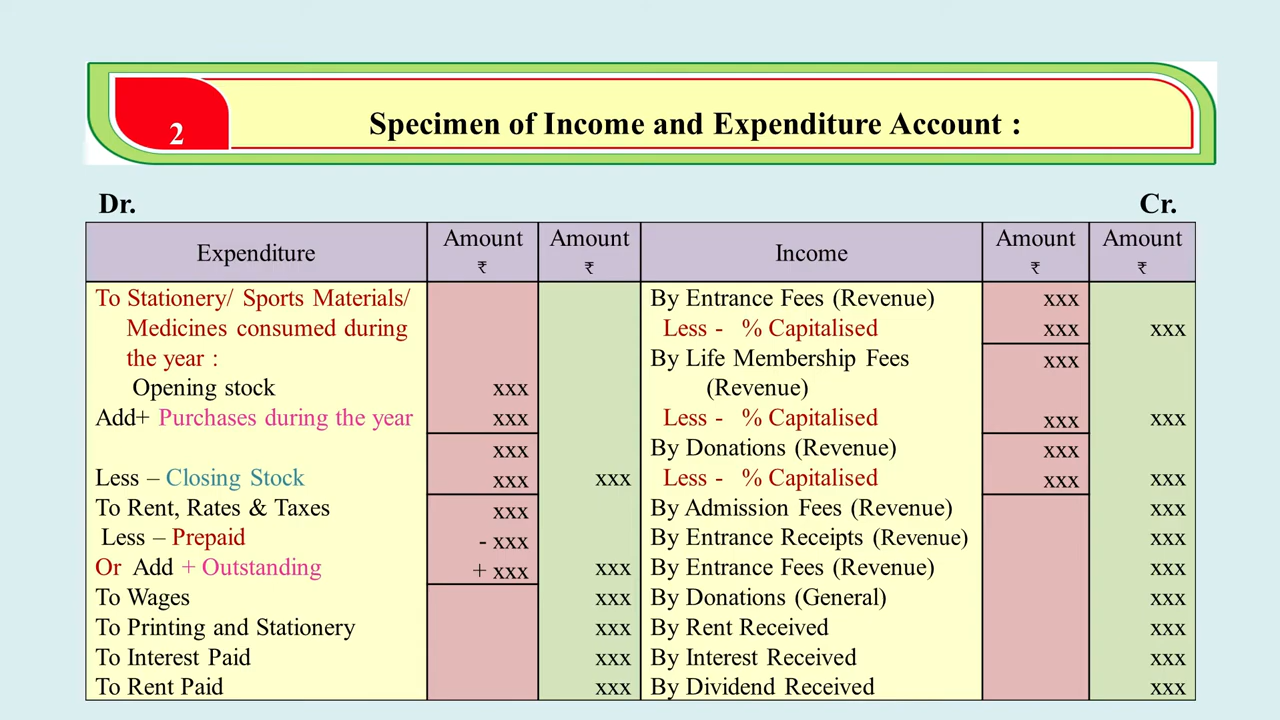 2
Specimen of Income and Expenditure Account :
Dr. Cr.
Expenditure Amount ₹ Amount ₹ Income Amount ₹ Amount ₹
To Stationery/ Sports Materials/ By Entrance Fees (Revenue) xxx
Medicines consumed during Less - % Capitalised xxx xxx
the year : By Life Membership Fees xxx
Opening stock xxx (Revenue)
Add+ Purchases during the year xxx Less - % Capitalised xxx xxx
xxx By Donations (Revenue) xxx
Less – Closing Stock xxx xxx Less - % Capitalised xxx xxx
To Rent, Rates & Taxes xxx By Admission Fees (Revenue) xxx
Less – Prepaid - xxx By Entrance Receipts (Revenue) xxx
Or Add + Outstanding + xxx xxx By Entrance Fees (Revenue) xxx
To Wages xxx By Donations (General) xxx
To Printing and Stationery xxx By Rent Received xxx
To Interest Paid xxx By Interest Received xxx
To Rent Paid xxx By Dividend Received xxx